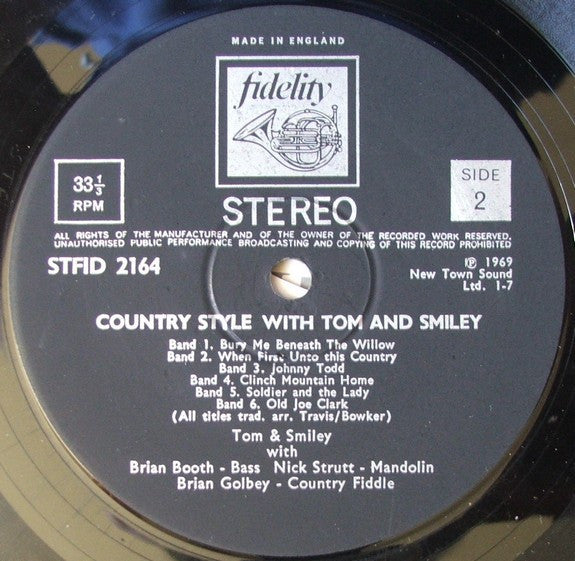 MADE IN ENGLAND
fidelity
33⅓
RPM
SIDE
2
STEREO
ALL RIGHTS OF THE MANUFACTURER AND OF THE OWNER OF THE RECORDED WORK RESERVED.
UNAUTHORISED PUBLIC PERFORMANCE BROADCASTING AND COPYING OF THIS RECORD PROHIBITED
STFID 2164
℗ 1969
New Town Sound
Ltd. 1-7
COUNTRY STYLE WITH TOM AND SMILEY
Band 1. Bury Me Beneath The Willow
Band 2. When First Unto this Country
Band 3. Johnny Todd
Band 4. Clinch Mountain Home
Band 5. Soldier and the Lady
Band 6. Old Joe Clark
(All titles trad. arr. Travis/Bowker)
Tom & Smiley
with
Brian Booth - Bass Nick Strutt - Mandolin
Brian Golbey - Country Fiddle